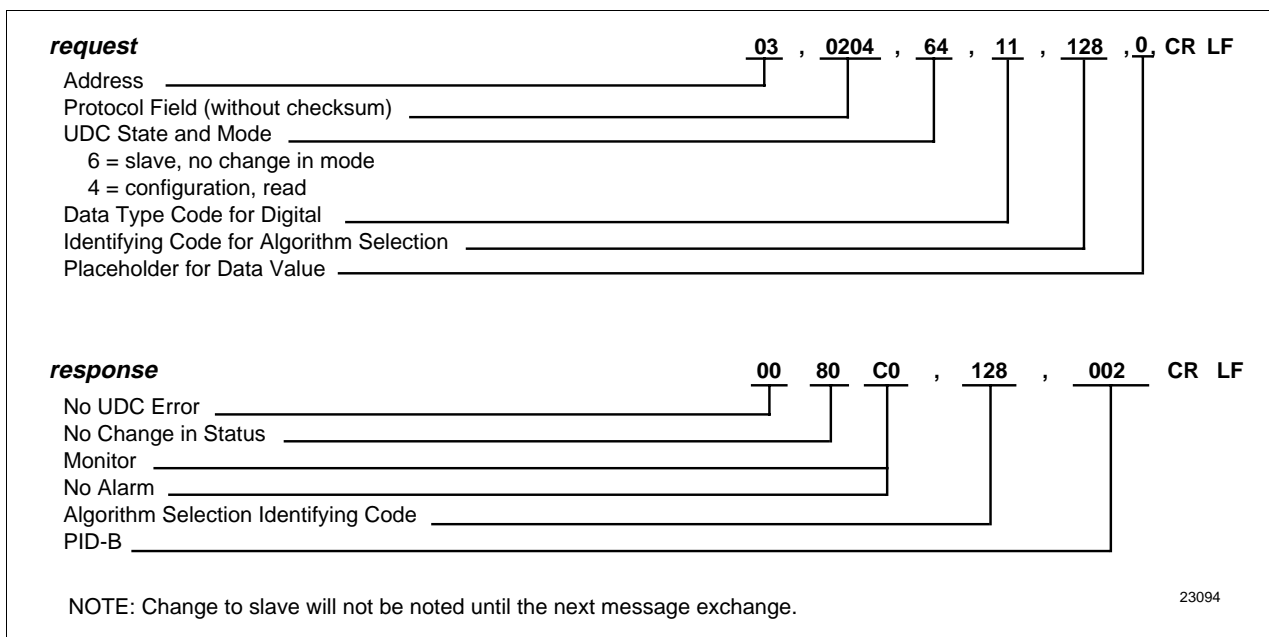 request 03 , 0204 , 64 , 11 , 128 , 0, CR LF
Address
Protocol Field (without checksum)
UDC State and Mode
6 = slave, no change in mode
4 = configuration, read
Data Type Code for Digital
Identifying Code for Algorithm Selection
Placeholder for Data Value
response 00 80 C0 , 128 , 002 CR LF
No UDC Error
No Change in Status
Monitor
No Alarm
Algorithm Selection Identifying Code
PID-B
NOTE: Change to slave will not be noted until the next message exchange.
23094